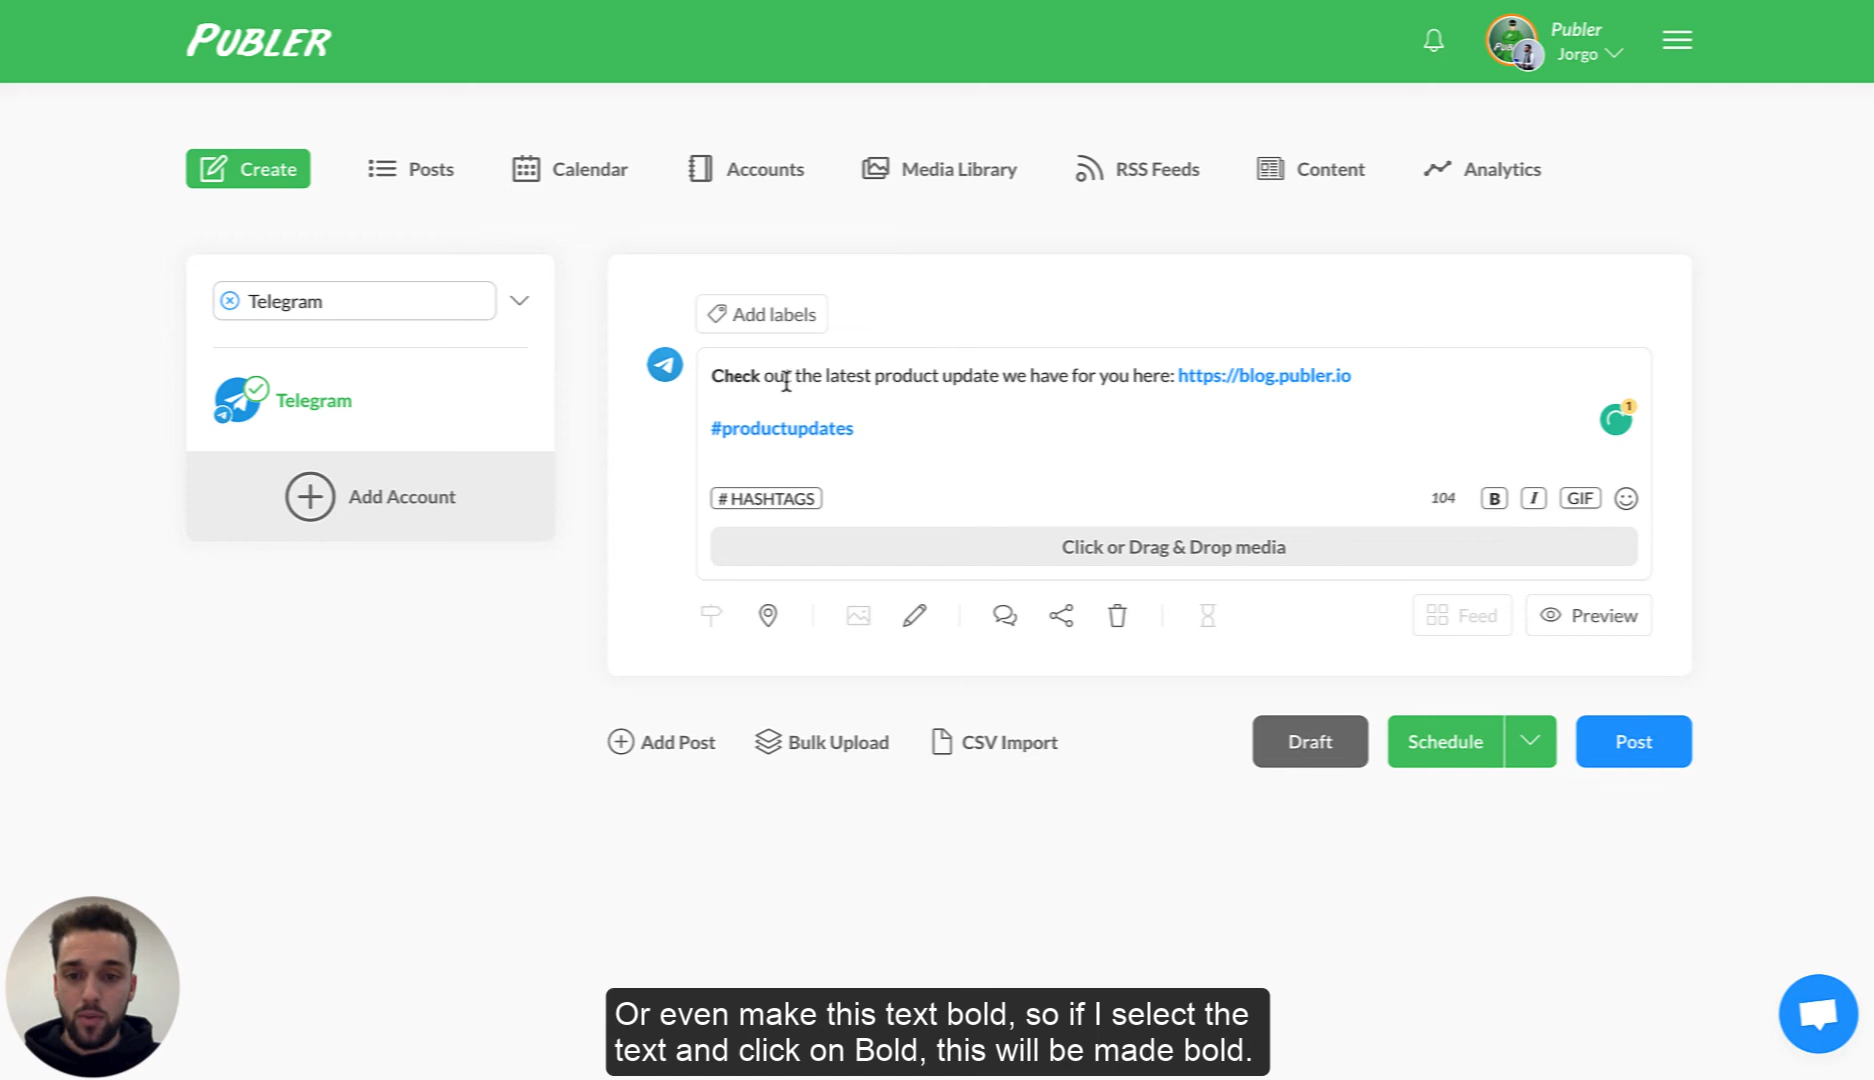 PUBLER
Publer
Jorgo
Create
Posts
Calendar
Accounts
Media Library
RSS Feeds
Content
Analytics
Telegram
Telegram
Add Account
Add labels
Check out the latest product update we have for you here: https://blog.publer.io
1
#productupdates
# HASHTAGS
104
B
I
GIF
Click or Drag & Drop media
Feed
Preview
Add Post
Bulk Upload
CSV Import
Draft
Schedule
Post
Or even make this text bold, so if I select the
text and click on Bold, this will be made bold.